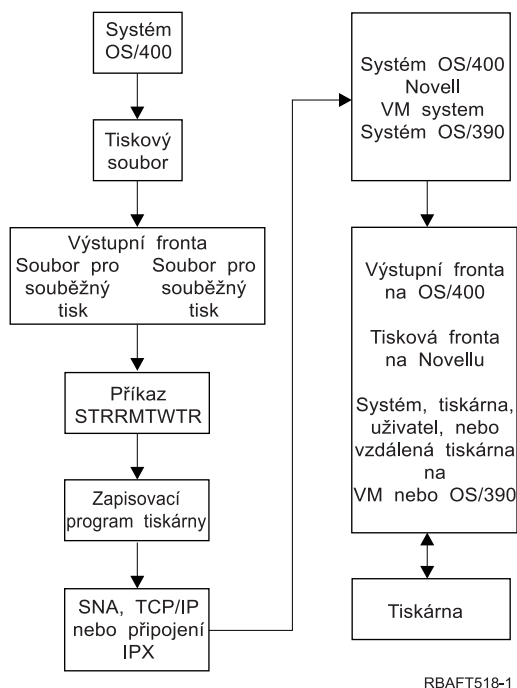 Systém
OS/400
Tiskový
soubor
Výstupní fronta
Soubor pro Soubor pro
souběžný souběžný
tisk tisk
Příkaz
STRRMTWTR
Zapisovací
program tiskárny
SNA, TCP/IP
nebo připojení
IPX
Systém OS/400
Novell
VM system
Systém OS/390
Výstupní fronta
na OS/400
Tisková fronta
na Novellu
Systém, tiskárna,
uživatel, nebo
vzdálená tiskárna
na
VM nebo OS/390
Tiskárna
RBAFT518-1